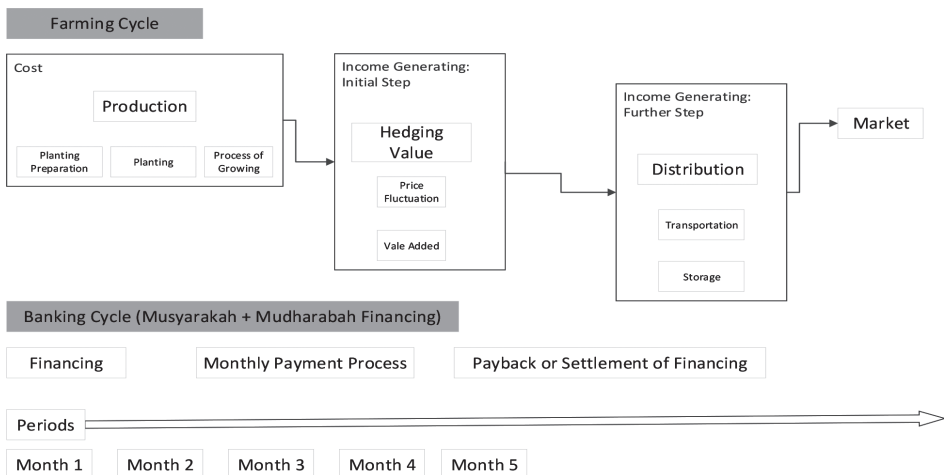 Farming Cycle
Cost
Production
Planting
Preparation
Planting
Process of
Growing
Income Generating:
Initial Step
Hedging
Value
Price
Fluctuation
Vale Added
Income Generating:
Further Step
Distribution
Transportation
Storage
Market
Banking Cycle (Musyarakah + Mudharabah Financing)
Financing
Monthly Payment Process
Payback or Settlement of Financing
Periods
Month 1
Month 2
Month 3
Month 4
Month 5